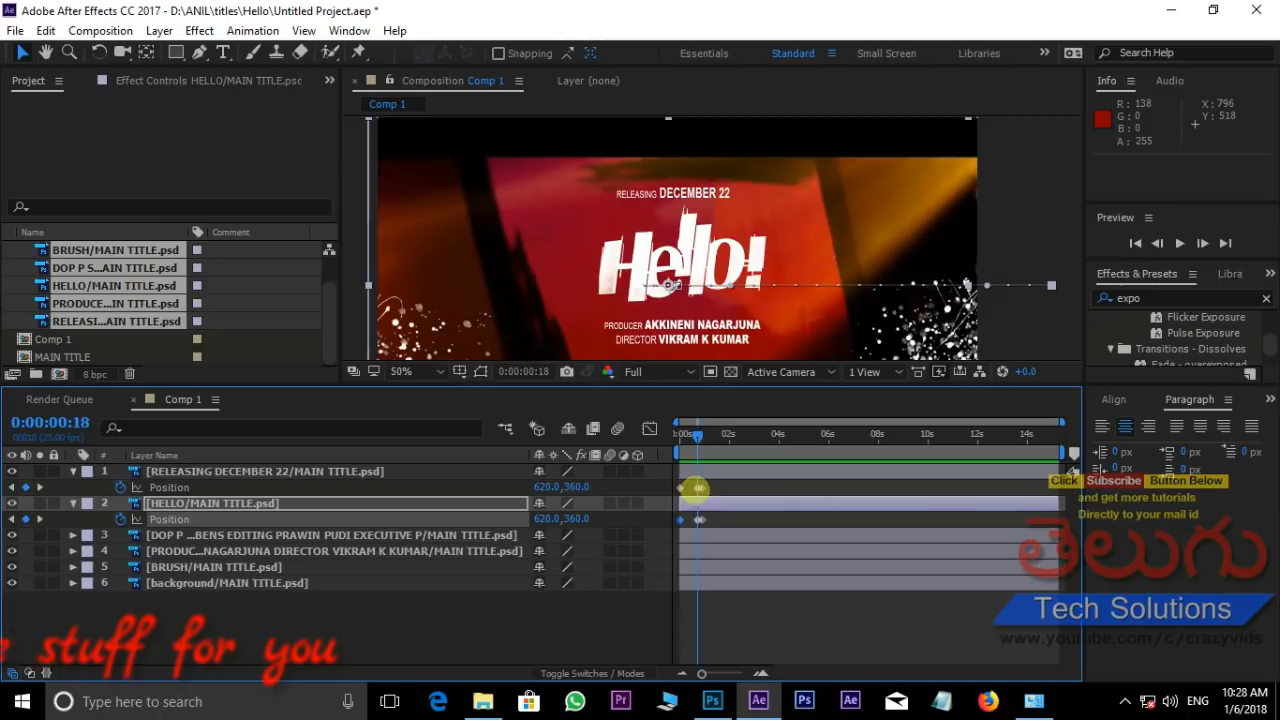 Adobe After Effects CC 2017 - D:\ANIL\titles\Hello\Untitled Project.aep *
File Edit Composition Layer Effect Animation View Window Help
Snapping Essentials Standard Small Screen Libraries Search Help
Project Effect Controls HELLO/MAIN TITLE.psd
Composition Comp 1 Layer (none)
Info Audio
Comp 1
R: 138 X: 796
G: 0 Y: 518
B: 0
A: 255
RELEASING DECEMBER 22
Hello!
PRODUCER AKKINENI NAGARJUNA
DIRECTOR VIKRAM K KUMAR
Preview
Effects & Presets Libra
expo
Flicker Exposure
Pulse Exposure
Transitions - Dissolves
Fade - overexposed
Name Comment
BRUSH/MAIN TITLE.psd
DOP P S...AIN TITLE.psd
HELLO/MAIN TITLE.psd
PRODUCE...IN TITLE.psd
RELEASI...AIN TITLE.psd
Comp 1
MAIN TITLE
8 bpc
50% 0:00:00:18 Full Active Camera 1 View +0.0
Render Queue Comp 1
Align Paragraph
0:00:00:18
00018 (25.00 fps)
0:00s 02s 04s 06s 08s 10s 12s 14s
# Layer Name
1 [RELEASING DECEMBER 22/MAIN TITLE.psd]
Position 620.0,360.0
2 [HELLO/MAIN TITLE.psd]
Position 620.0,360.0
3 [DOP P ...BENS EDITING PRAWIN PUDI EXECUTIVE P/MAIN TITLE.psd]
4 [PRODUC...NAGARJUNA DIRECTOR VIKRAM K KUMAR/MAIN TITLE.psd]
5 [BRUSH/MAIN TITLE.psd]
6 [background/MAIN TITLE.psd]
Toggle Switches / Modes
0 px 0 px 0 px
0 px 0 px
Click Subscribe Button Below
and get more tutorials
Directly to your mail id
తెలుగు
Tech Solutions
www.youtube.com/c/crazyvids
stuff for you
Type here to search
ENG
10:28 AM
1/6/2018